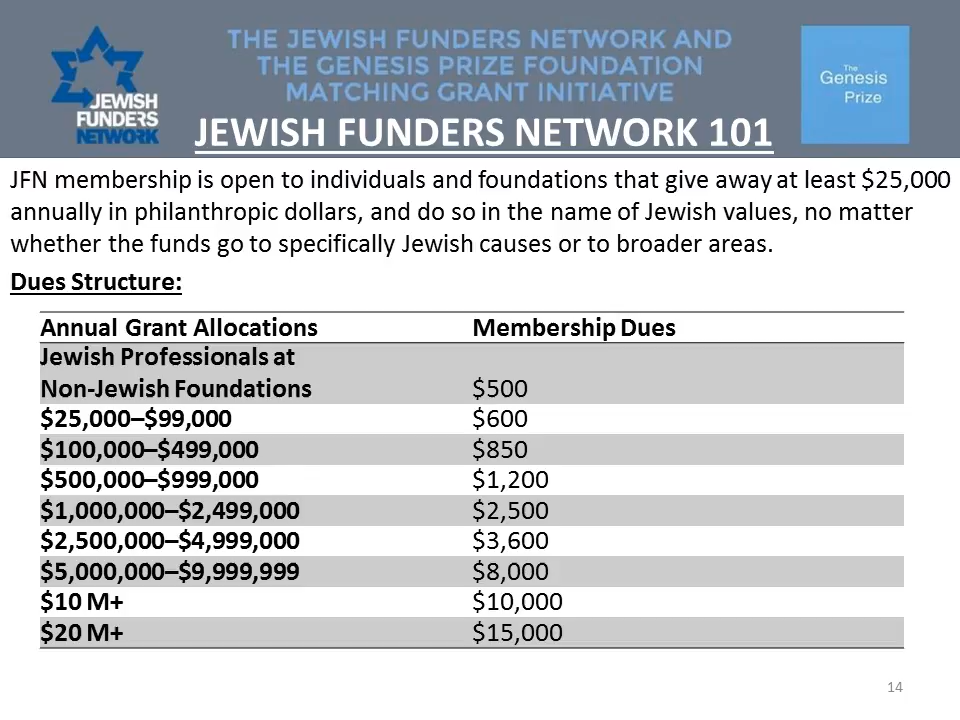 THE JEWISH FUNDERS NETWORK AND
THE GENESIS PRIZE FOUNDATION
MATCHING GRANT INITIATIVE
JEWISH
FUNDERS
NETWORK
The
Genesis
Prize
JEWISH FUNDERS NETWORK 101
JFN membership is open to individuals and foundations that give away at least $25,000
annually in philanthropic dollars, and do so in the name of Jewish values, no matter
whether the funds go to specifically Jewish causes or to broader areas.
Dues Structure:
Annual Grant Allocations Membership Dues
Jewish Professionals at
Non-Jewish Foundations $500
$25,000–$99,000 $600
$100,000–$499,000 $850
$500,000–$999,000 $1,200
$1,000,000–$2,499,000 $2,500
$2,500,000–$4,999,000 $3,600
$5,000,000–$9,999,999 $8,000
$10 M+ $10,000
$20 M+ $15,000
14